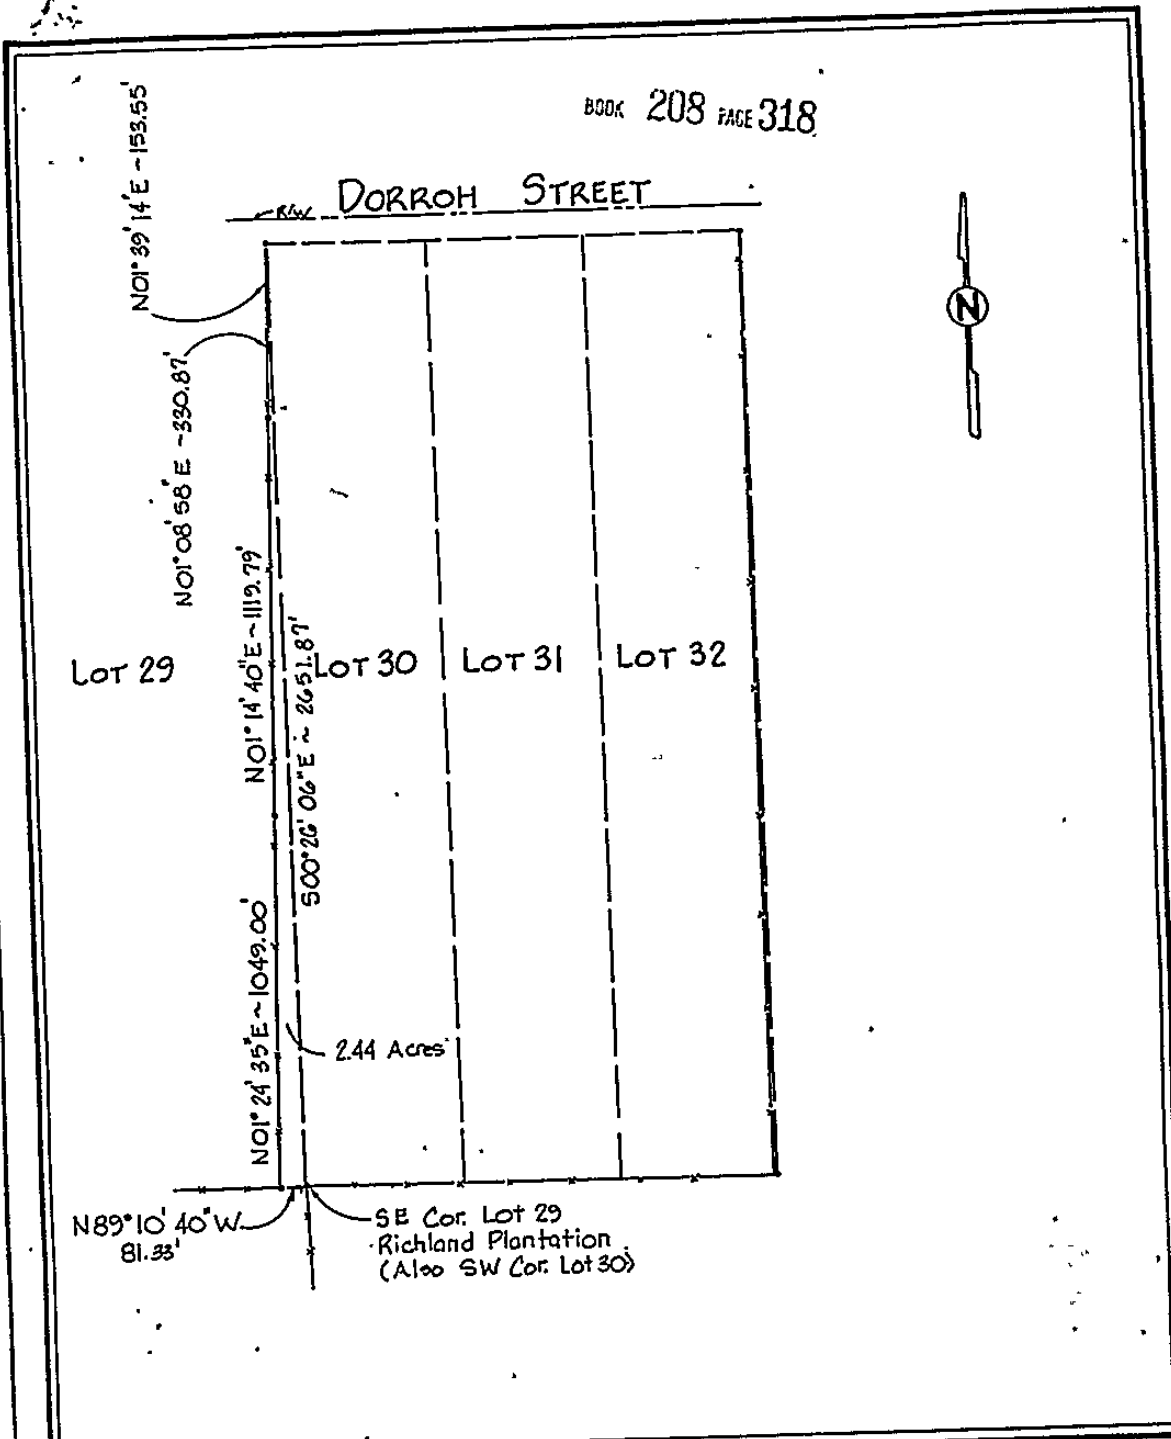 BOOK 208 PAGE 318
DORROH STREET
R/W
N01°39'14"E ~ 153.55'
N
N01°08'58"E ~ 330.87'
N01°14'40"E ~ 1119.79'
S00°26'06"E ~ 2651.87'
LOT 29
LOT 30
LOT 31
LOT 32
N01°24'35"E ~ 1049.00'
2.44 Acres
N89°10'40"W
81.33'
SE Cor. Lot 29
Richland Plantation
(Also SW Cor. Lot 30)